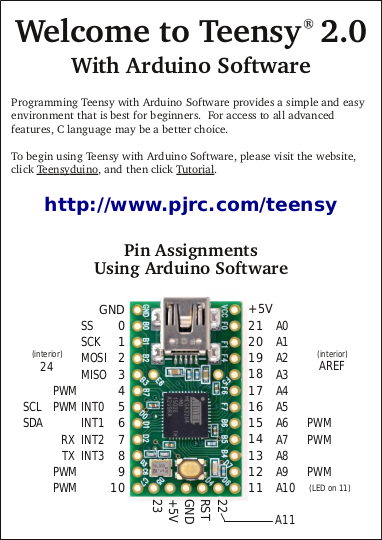 Welcome to Teensy® 2.0
With Arduino Software
Programming Teensy with Arduino Software provides a simple and easy
environment that is best for beginners. For access to all advanced
features, C language may be a better choice.
To begin using Teensy with Arduino Software, please visit the website,
click Teensyduino, and then click Tutorial.
http://www.pjrc.com/teensy
Pin Assignments
Using Arduino Software
GND +5V
SS 0 21 A0
SCK 1 20 A1
(interior) 24 MOSI 2 19 A2 (interior) AREF
MISO 3 18 A3
PWM 4 17 A4
SCL PWM INT0 5 16 A5
SDA INT1 6 15 A6 PWM
RX INT2 7 14 A7 PWM
TX INT3 8 13 A8
PWM 9 12 A9 PWM
PWM 10 11 A10 (LED on 11)
23 +5V GND RST 22 A11